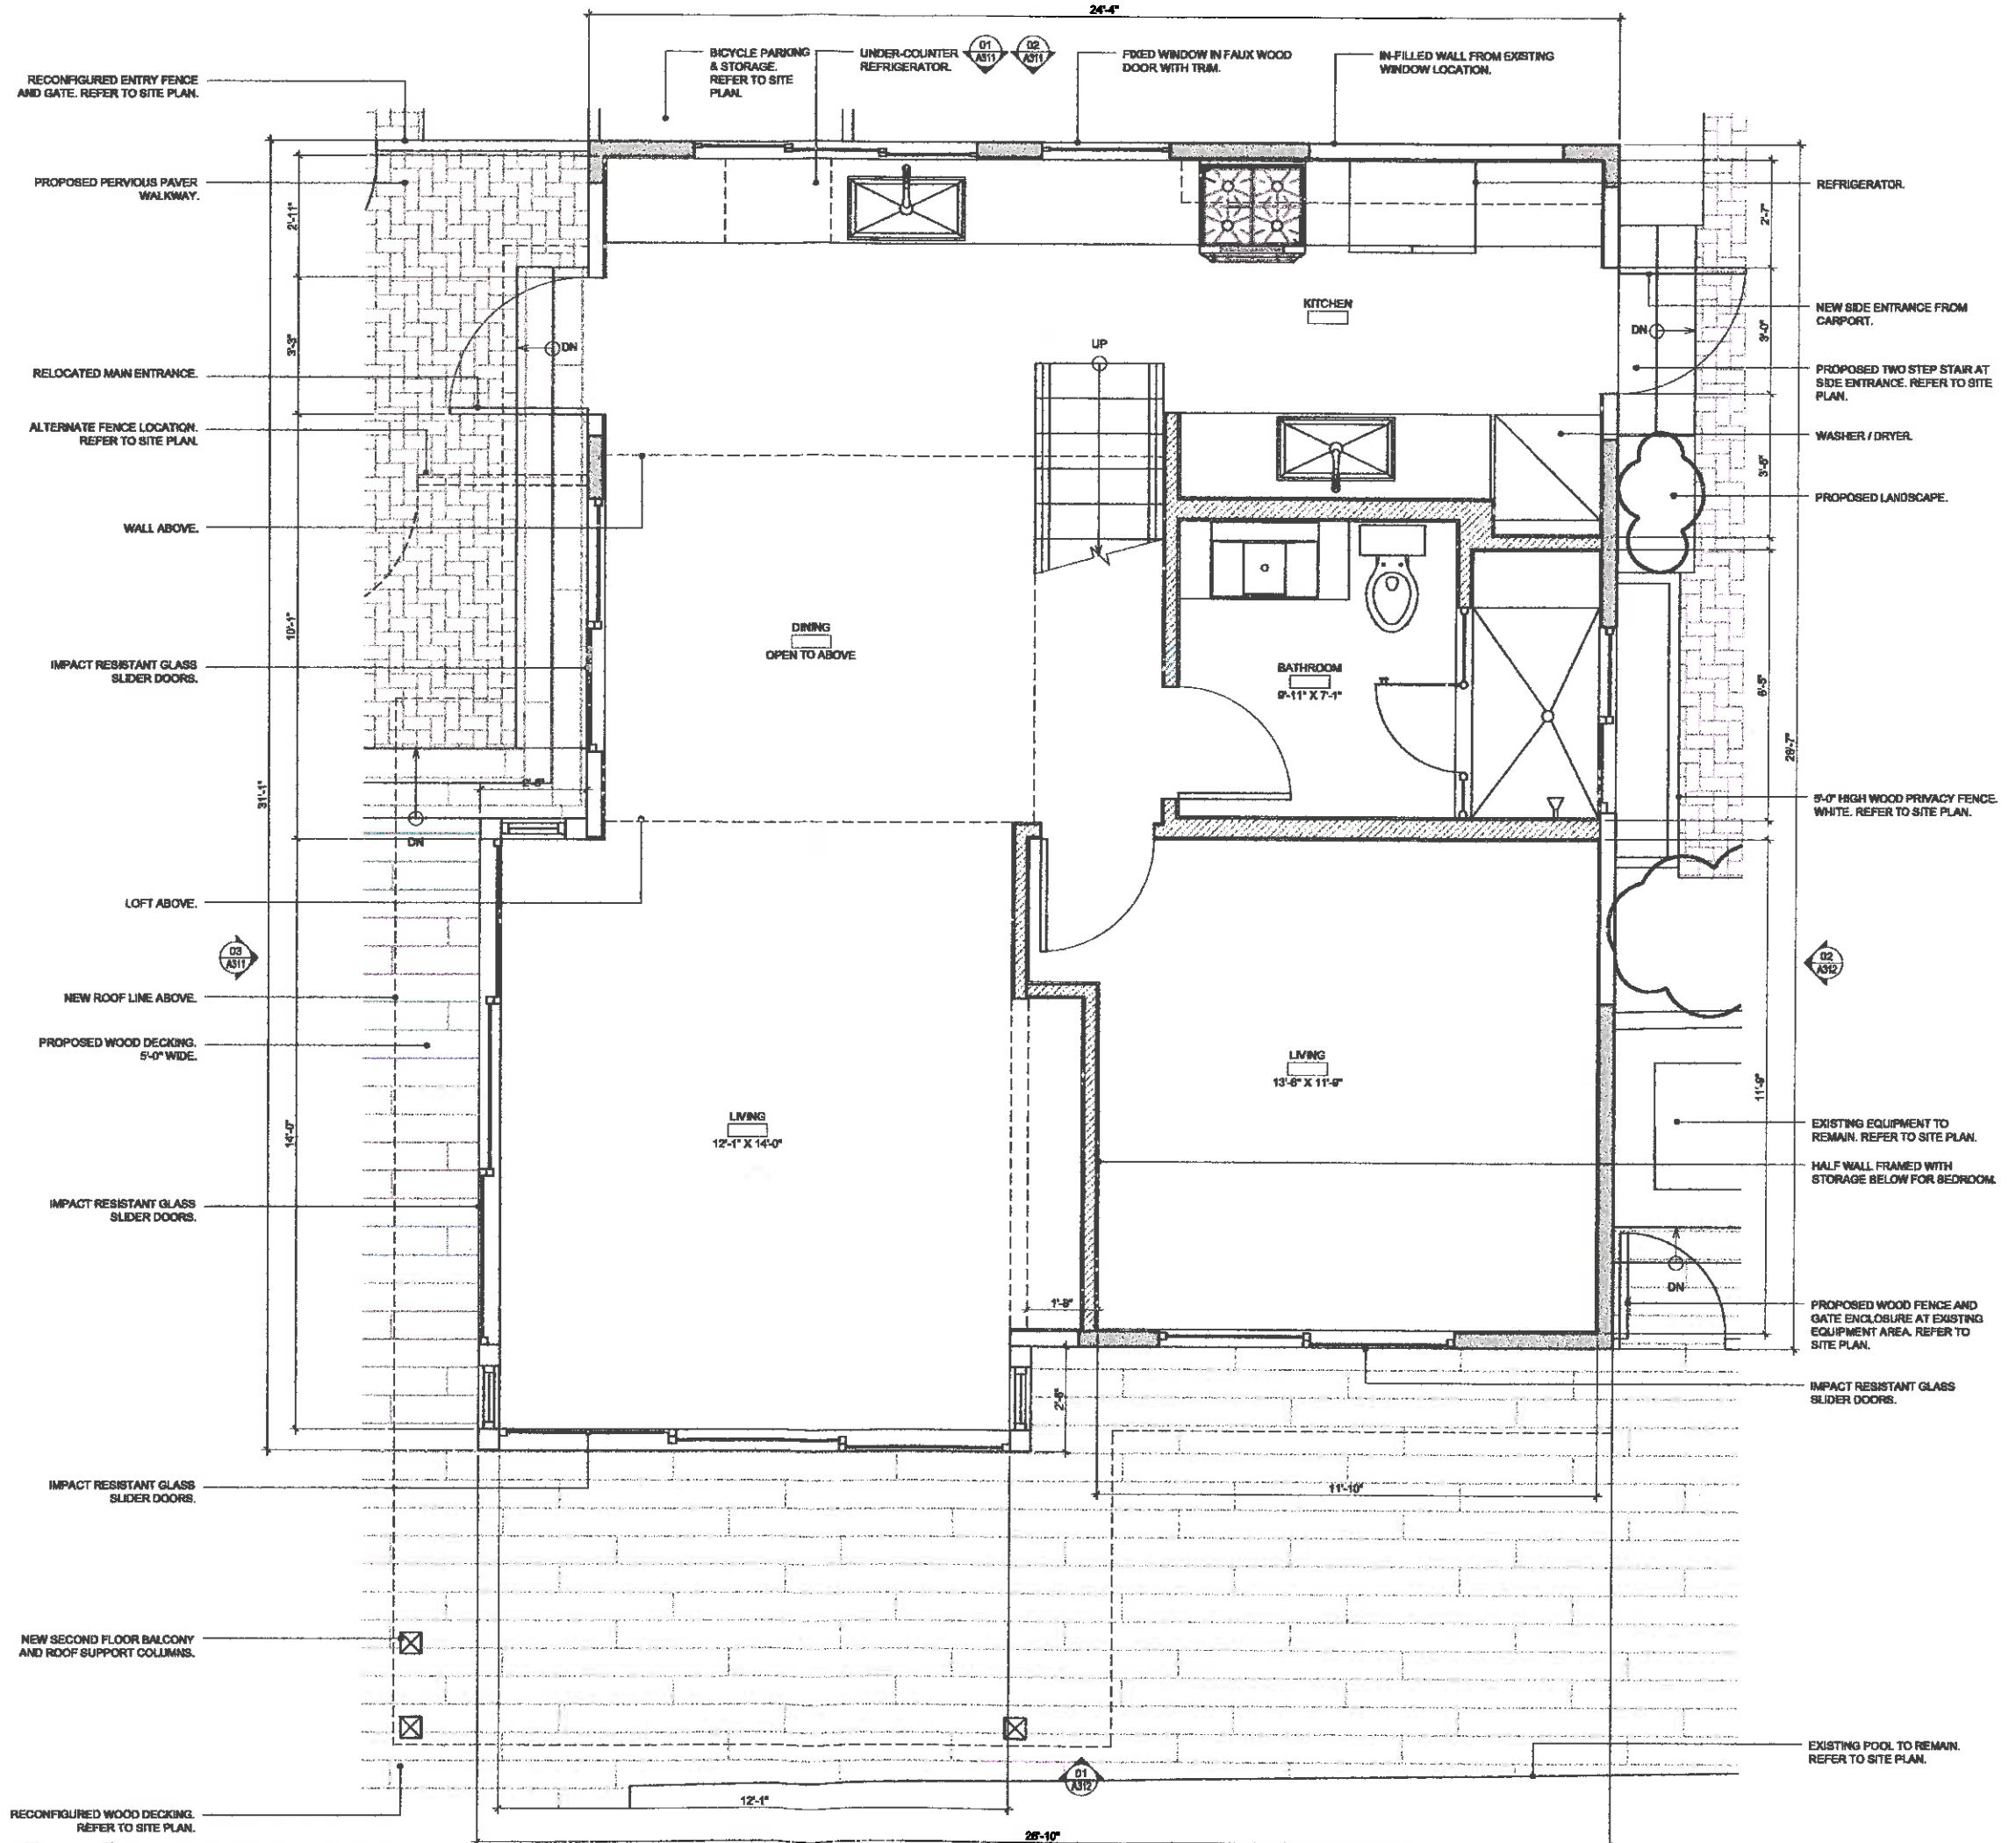 24'-4"
BICYCLE PARKING
& STORAGE.
REFER TO SITE
PLAN.
UNDER-COUNTER
REFRIGERATOR.
01
A311
02
A311
FIXED WINDOW IN FAUX WOOD
DOOR WITH TRIM.
IN-FILLED WALL FROM EXISTING
WINDOW LOCATION.
RECONFIGURED ENTRY FENCE
AND GATE. REFER TO SITE PLAN.
PROPOSED PERVIOUS PAVER
WALKWAY.
REFRIGERATOR.
2'-11"
2'-7"
KITCHEN
NEW SIDE ENTRANCE FROM
CARPORT.
DN
3'-0"
3'-3"
DN
UP
RELOCATED MAIN ENTRANCE.
PROPOSED TWO STEP STAIR AT
SIDE ENTRANCE. REFER TO SITE
PLAN.
ALTERNATE FENCE LOCATION.
REFER TO SITE PLAN.
WASHER / DRYER.
PROPOSED LANDSCAPE.
WALL ABOVE.
10'-1"
DINING
OPEN TO ABOVE
IMPACT RESISTANT GLASS
SLIDER DOORS.
BATHROOM
9'-11" X 7'-1"
6'-5"
28'-7"
31'-1"
5'-0" HIGH WOOD PRIVACY FENCE.
WHITE. REFER TO SITE PLAN.
DN
LOFT ABOVE.
03
A311
02
A312
NEW ROOF LINE ABOVE.
PROPOSED WOOD DECKING.
5'-0" WIDE.
LIVING
13'-6" X 11'-9"
11'-9"
LIVING
12'-1" X 14'-0"
14'-0"
EXISTING EQUIPMENT TO
REMAIN. REFER TO SITE PLAN.
HALF WALL FRAMED WITH
STORAGE BELOW FOR BEDROOM.
IMPACT RESISTANT GLASS
SLIDER DOORS.
DN
PROPOSED WOOD FENCE AND
GATE ENCLOSURE AT EXISTING
EQUIPMENT AREA. REFER TO
SITE PLAN.
IMPACT RESISTANT GLASS
SLIDER DOORS.
IMPACT RESISTANT GLASS
SLIDER DOORS.
11'-10"
NEW SECOND FLOOR BALCONY
AND ROOF SUPPORT COLUMNS.
EXISTING POOL TO REMAIN.
REFER TO SITE PLAN.
01
A312
12'-1"
RECONFIGURED WOOD DECKING.
REFER TO SITE PLAN.
26'-10"